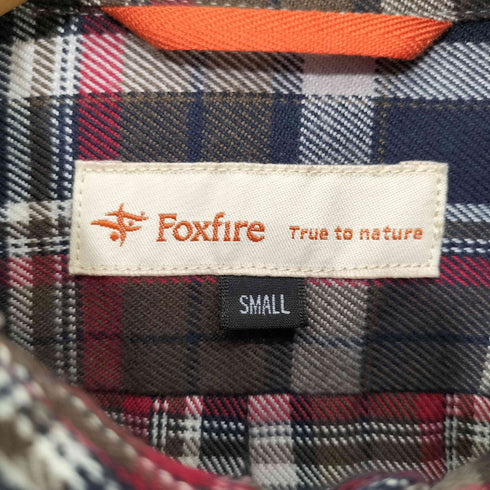 Foxfire True to nature
SMALL